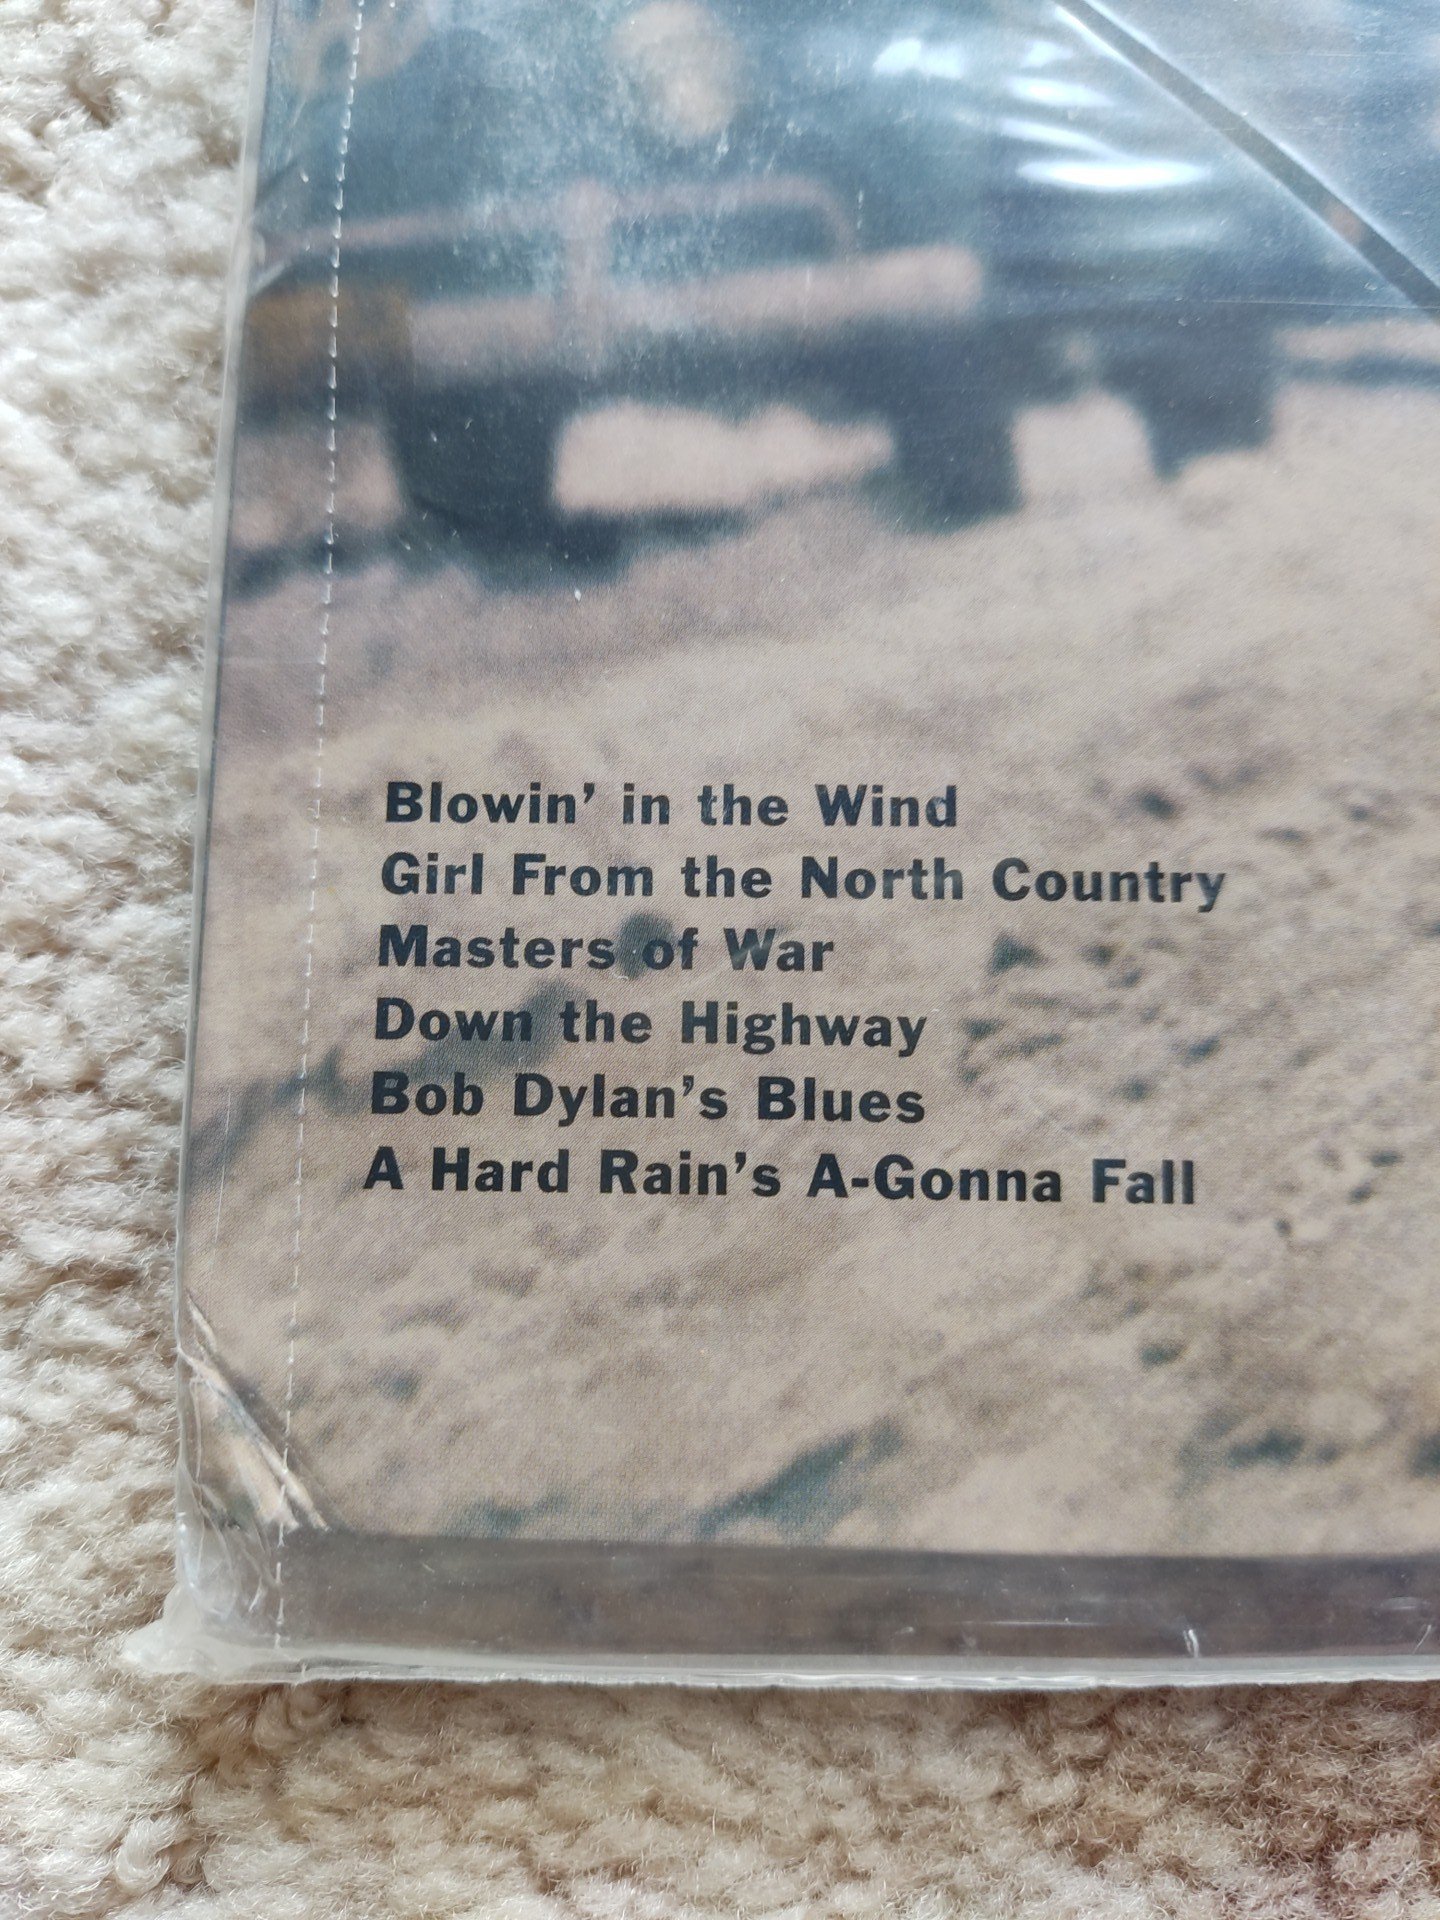 Blowin’ in the Wind
Girl From the North Country
Masters of War
Down the Highway
Bob Dylan’s Blues
A Hard Rain’s A-Gonna Fall